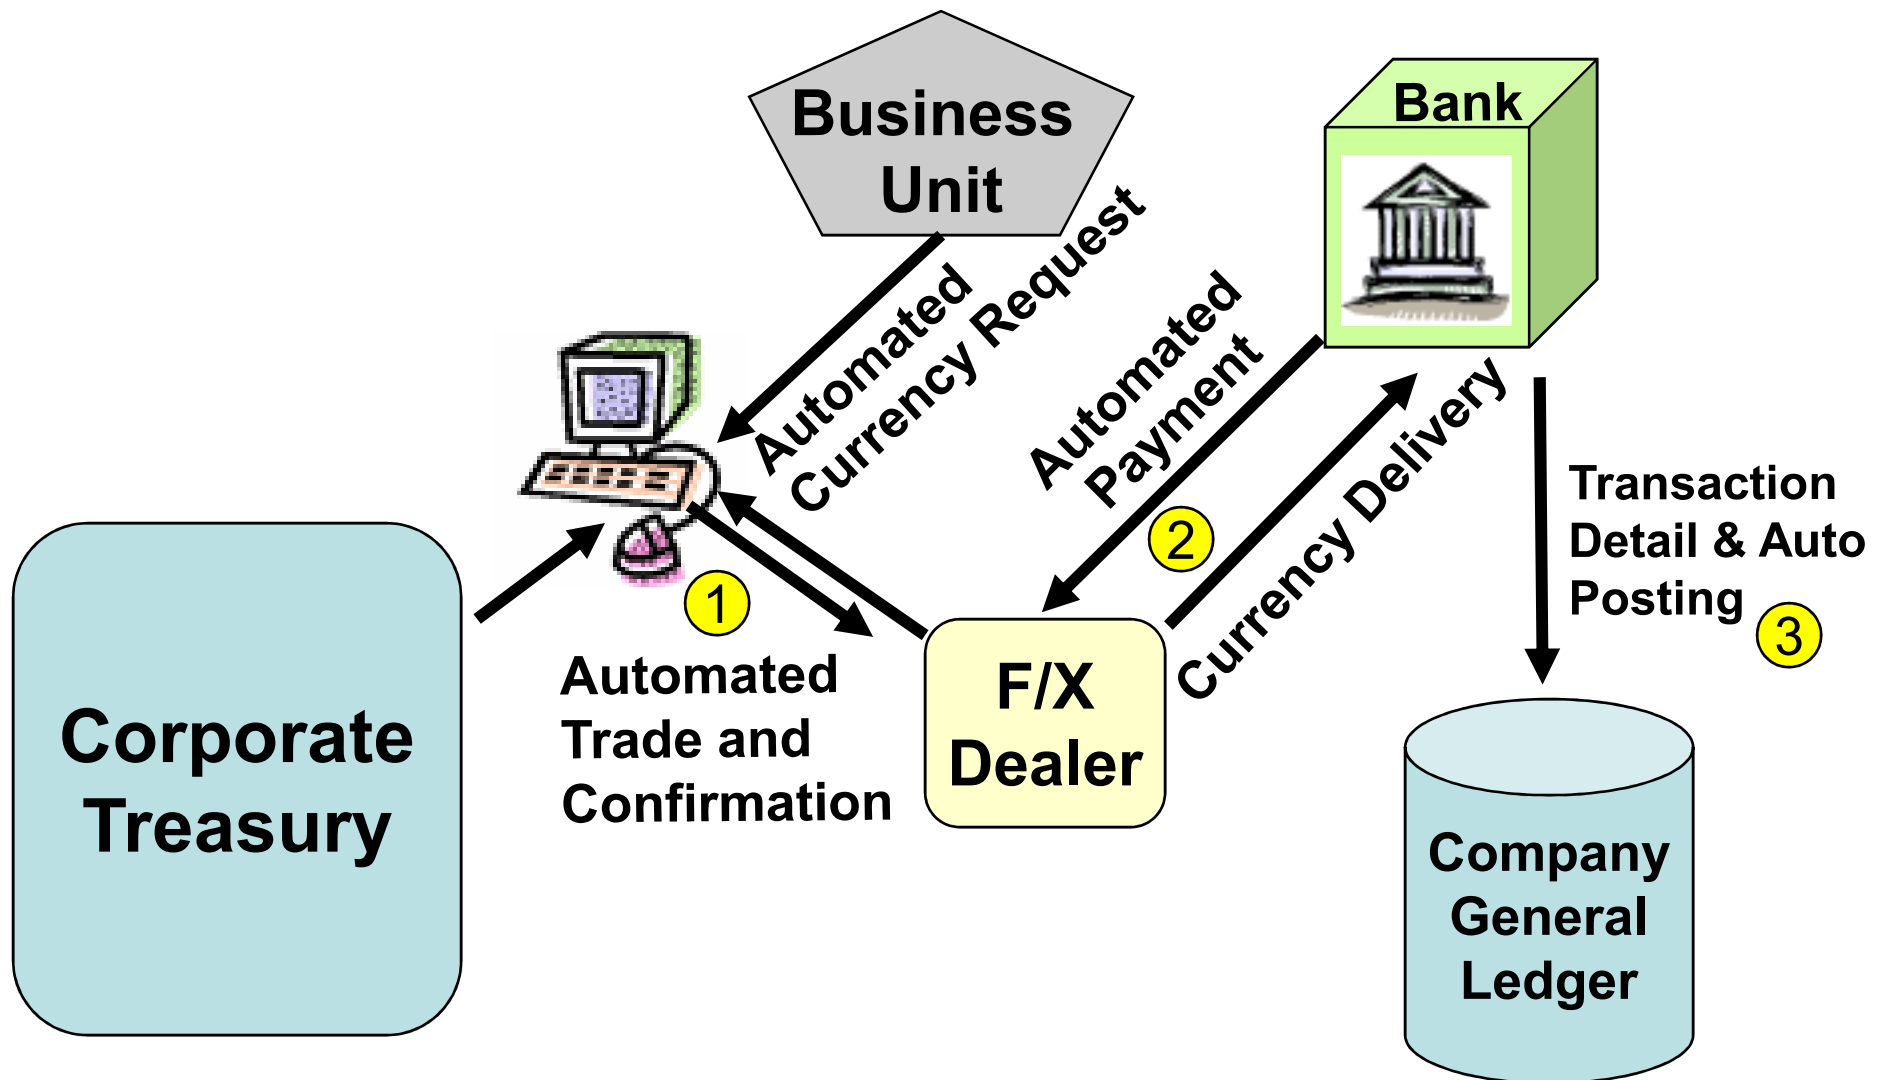 Business
Unit
Bank
Automated
Currency Request
Automated
Payment
2
Currency Delivery
Transaction
Detail & Auto
Posting
3
1
Automated
Trade and
Confirmation
F/X
Dealer
Corporate
Treasury
Company
General
Ledger